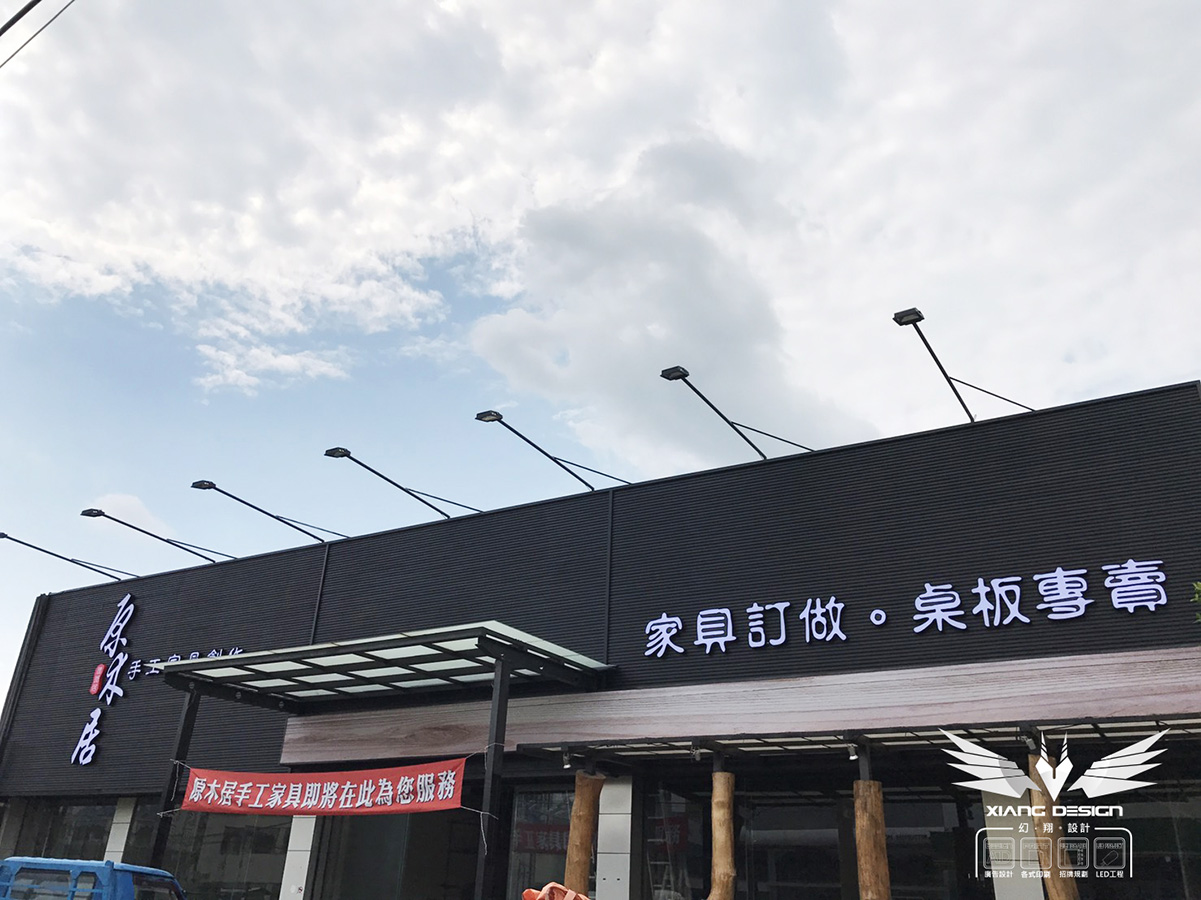 原木居
手工家具創作
家具訂做。桌板專賣
原木居手工家具即將在此為您服務
XIANG DESIGN
幻・翔・設計
廣告設計 各式印刷 招牌規劃 LED工程